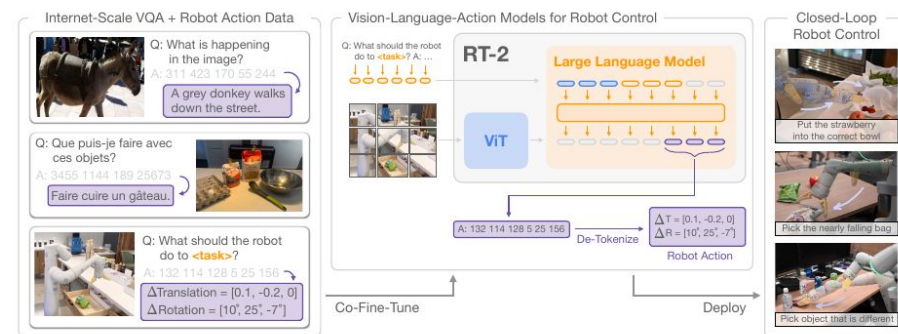 Internet-Scale VQA + Robot Action Data
Q: What is happening
in the image?
A: 311 423 170 55 244
A grey donkey walks
down the street.
Q: Que puis-je faire avec
ces objets?
A: 3455 1144 189 25673
Faire cuire un gâteau.
Q: What should the robot
do to <task>?
A: 132 114 128 5 25 156
ΔTranslation = [0.1, -0.2, 0]
ΔRotation = [10°, 25°, -7°]
Co-Fine-Tune
Vision-Language-Action Models for Robot Control
Q: What should the robot
do to <task>? A: ...
RT-2
Large Language Model
ViT
A: 132 114 128 5 25 156
De-Tokenize
ΔT = [0.1, -0.2, 0]
ΔR = [10°, 25°, -7°]
Robot Action
Deploy
Closed-Loop
Robot Control
Put the strawberry
into the correct bowl
Pick the nearly falling bag
Pick object that is different